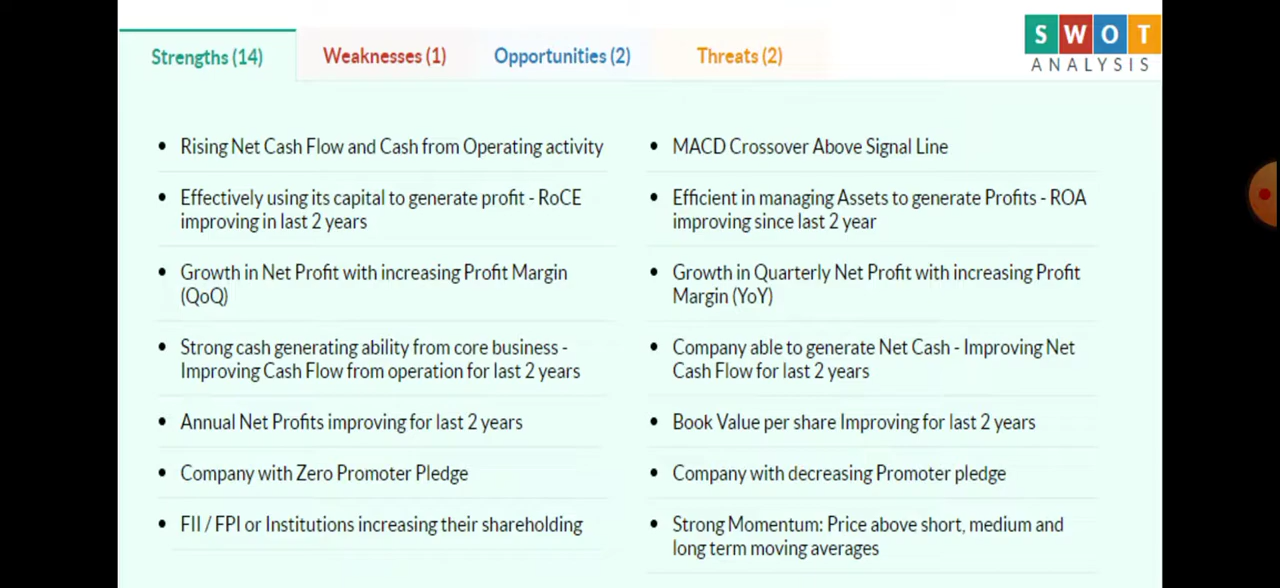 Strengths (14)
Weaknesses (1)
Opportunities (2)
Threats (2)
S W O T
ANALYSIS
• Rising Net Cash Flow and Cash from Operating activity
• Effectively using its capital to generate profit - RoCE
improving in last 2 years
• Growth in Net Profit with increasing Profit Margin
(QoQ)
• Strong cash generating ability from core business -
Improving Cash Flow from operation for last 2 years
• Annual Net Profits improving for last 2 years
• Company with Zero Promoter Pledge
• FII / FPI or Institutions increasing their shareholding
• MACD Crossover Above Signal Line
• Efficient in managing Assets to generate Profits - ROA
improving since last 2 year
• Growth in Quarterly Net Profit with increasing Profit
Margin (YoY)
• Company able to generate Net Cash - Improving Net
Cash Flow for last 2 years
• Book Value per share Improving for last 2 years
• Company with decreasing Promoter pledge
• Strong Momentum: Price above short, medium and
long term moving averages